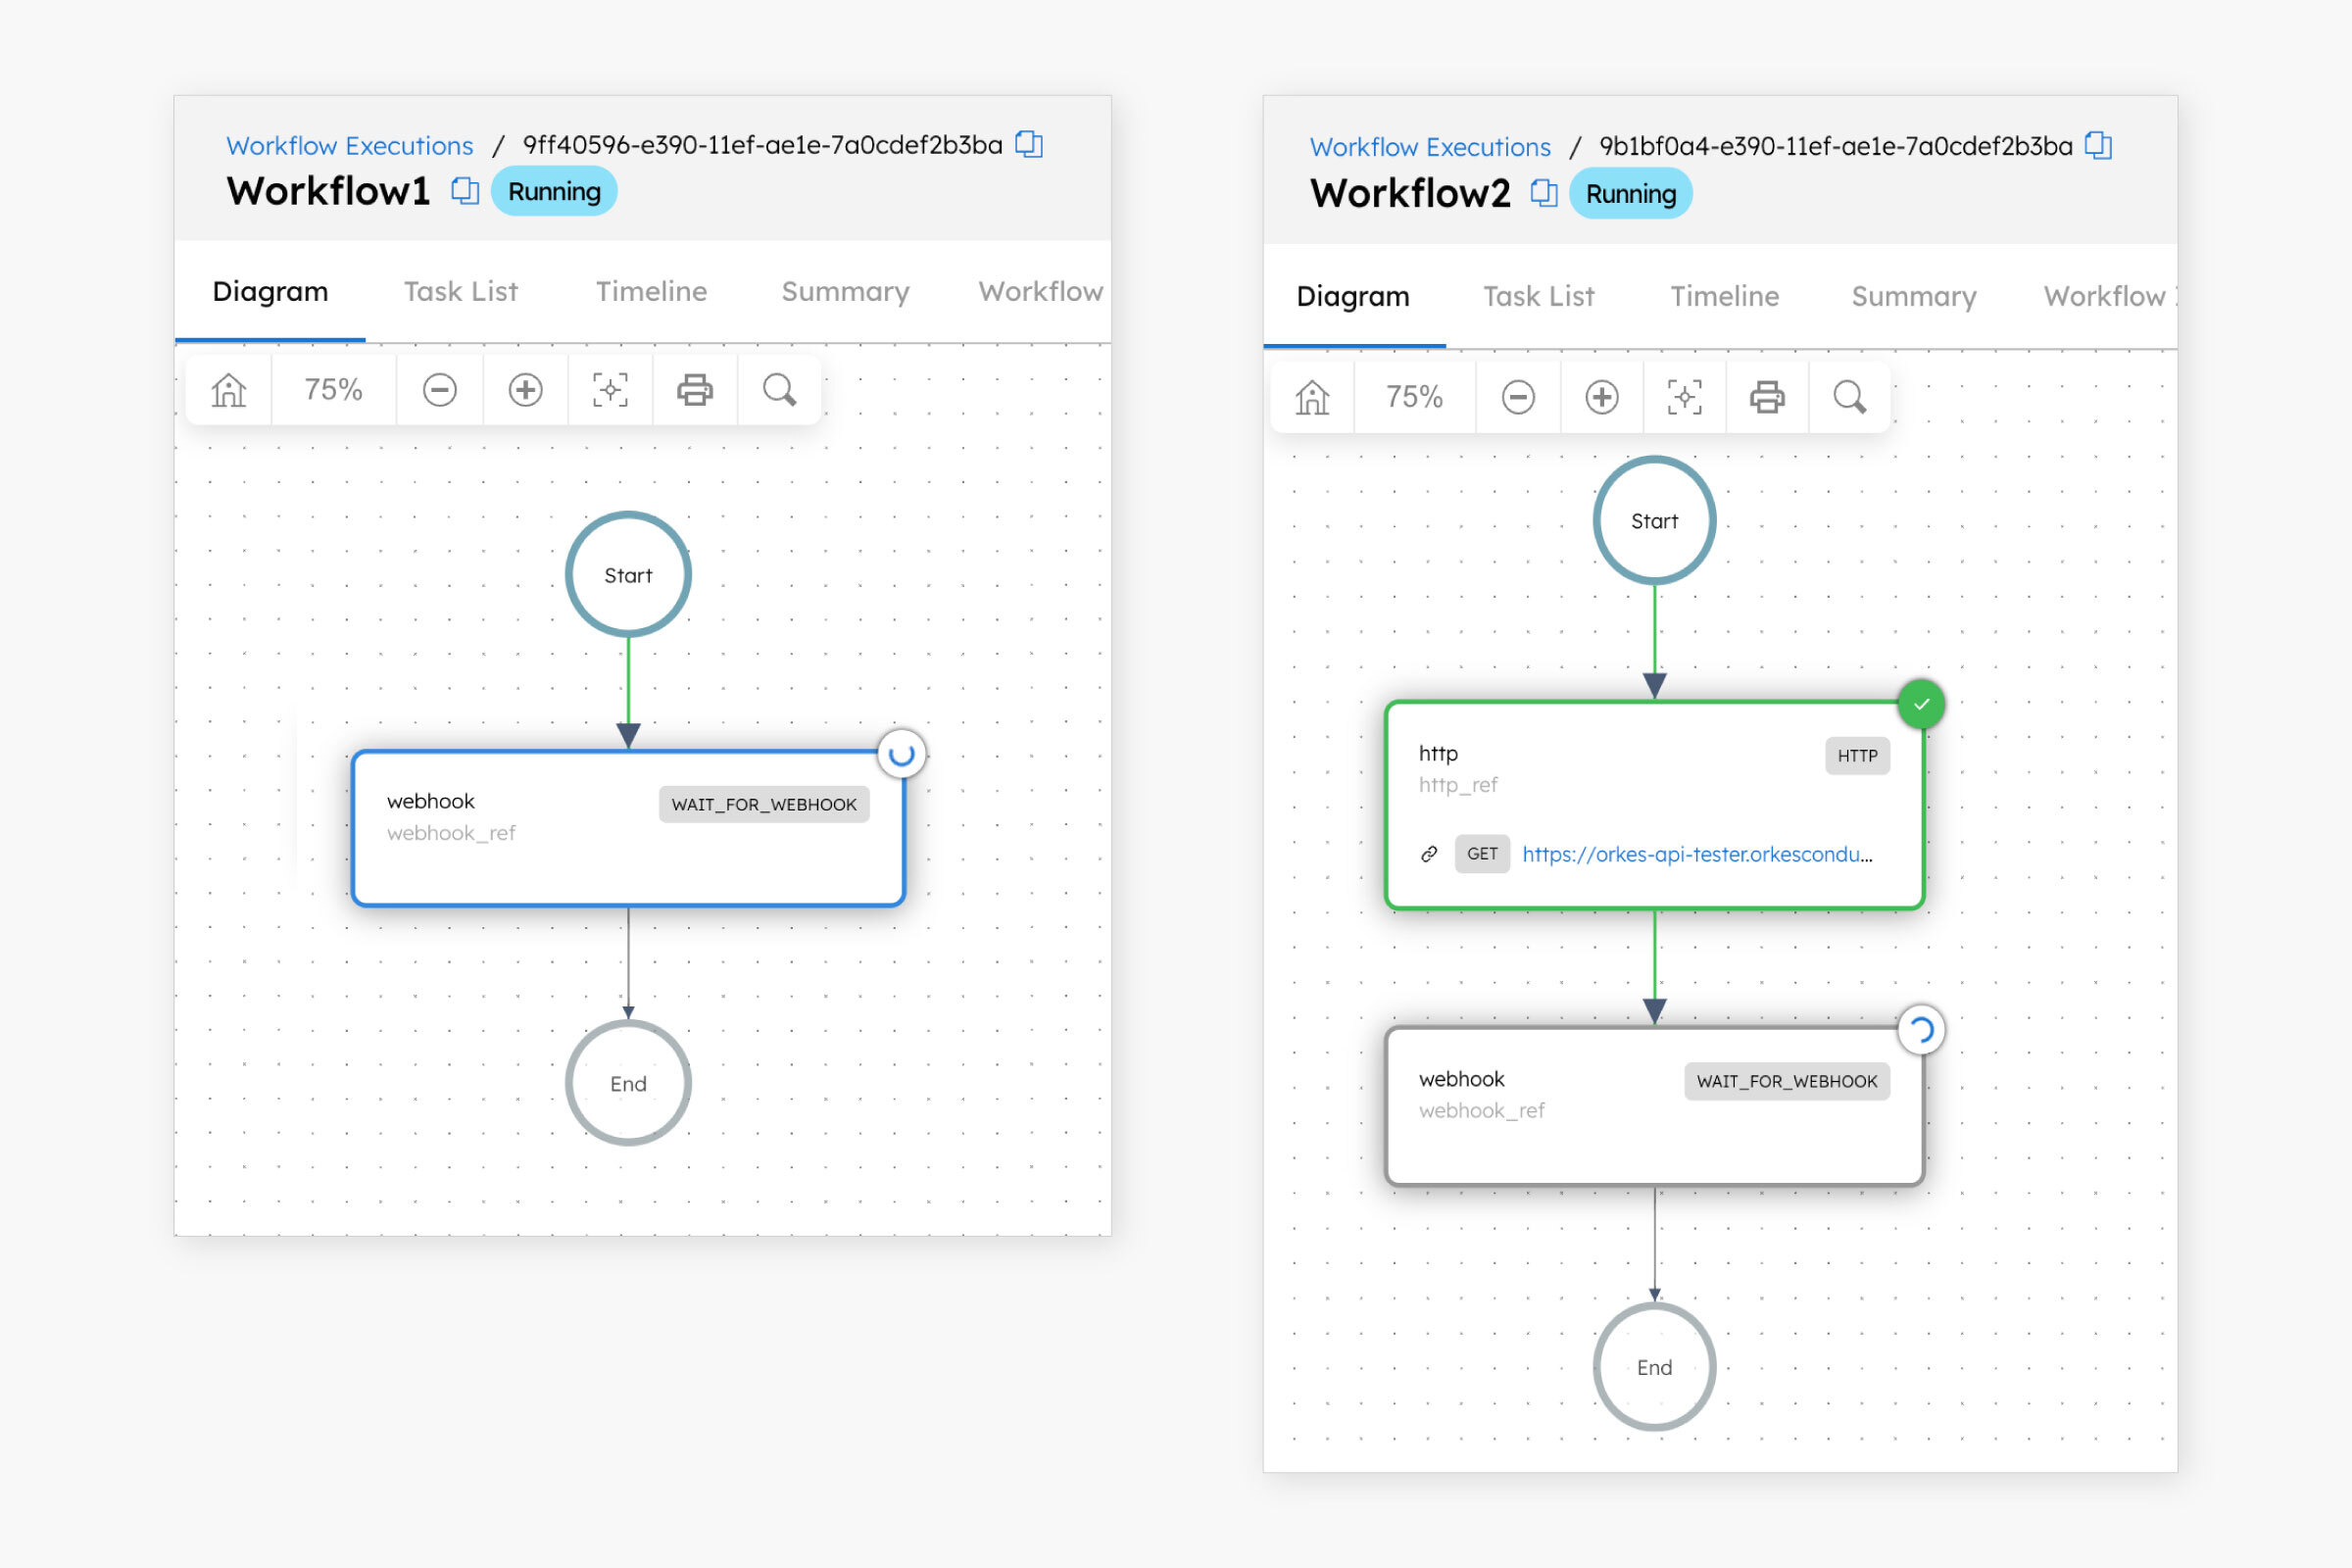 Workflow Executions / 9ff40596-e390-11ef-ae1e-7a0cdef2b3ba
Workflow1 Running
Diagram Task List Timeline Summary Workflow
75%
Start
webhook WAIT_FOR_WEBHOOK
webhook_ref
End
Workflow Executions / 9b1bf0a4-e390-11ef-ae1e-7a0cdef2b3ba
Workflow2 Running
Diagram Task List Timeline Summary Workflow
75%
Start
http HTTP
http_ref
GET https://orkes-api-tester.orkescondu...
webhook WAIT_FOR_WEBHOOK
webhook_ref
End